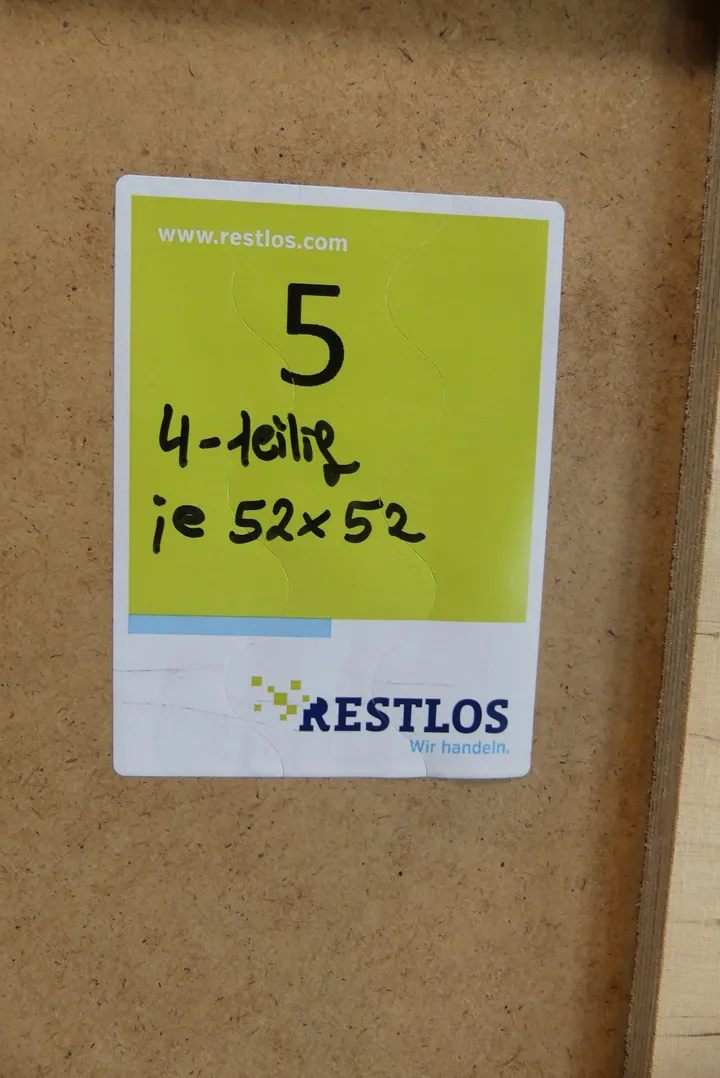 www.restlos.com
5
4-teilig
je 52x52
RESTLOS
Wir handeln.